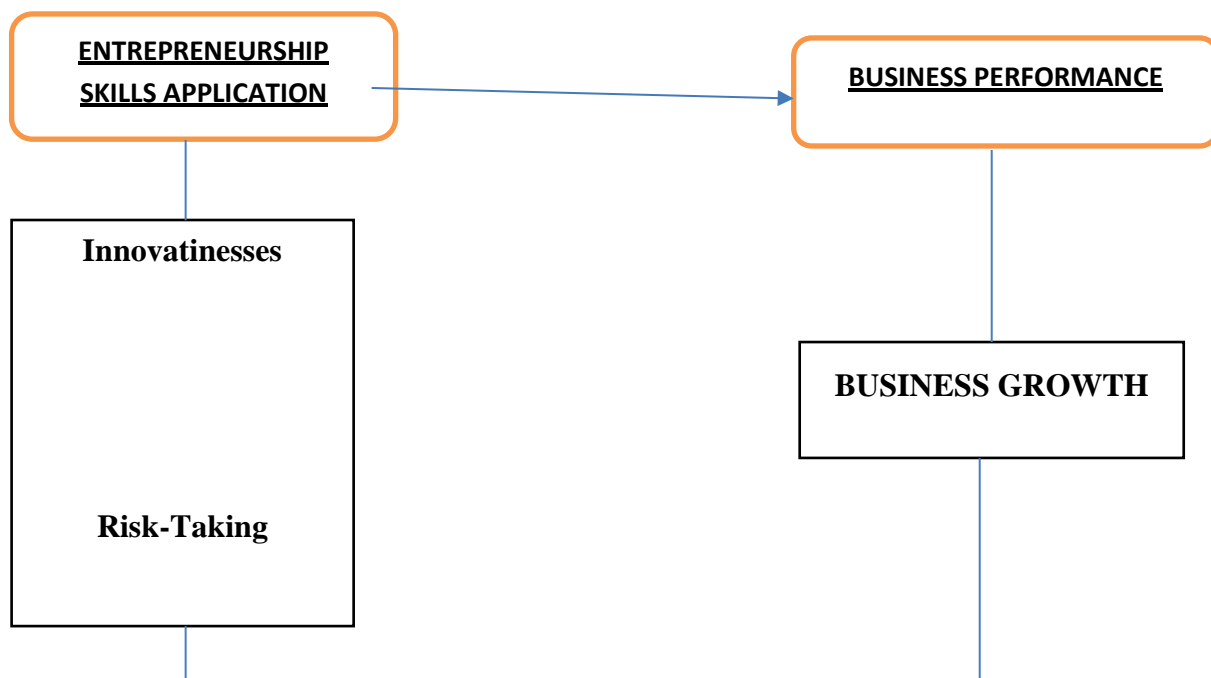 ENTREPRENEURSHIP
SKILLS APPLICATION
BUSINESS PERFORMANCE
Innovatinesses
BUSINESS GROWTH
Risk-Taking